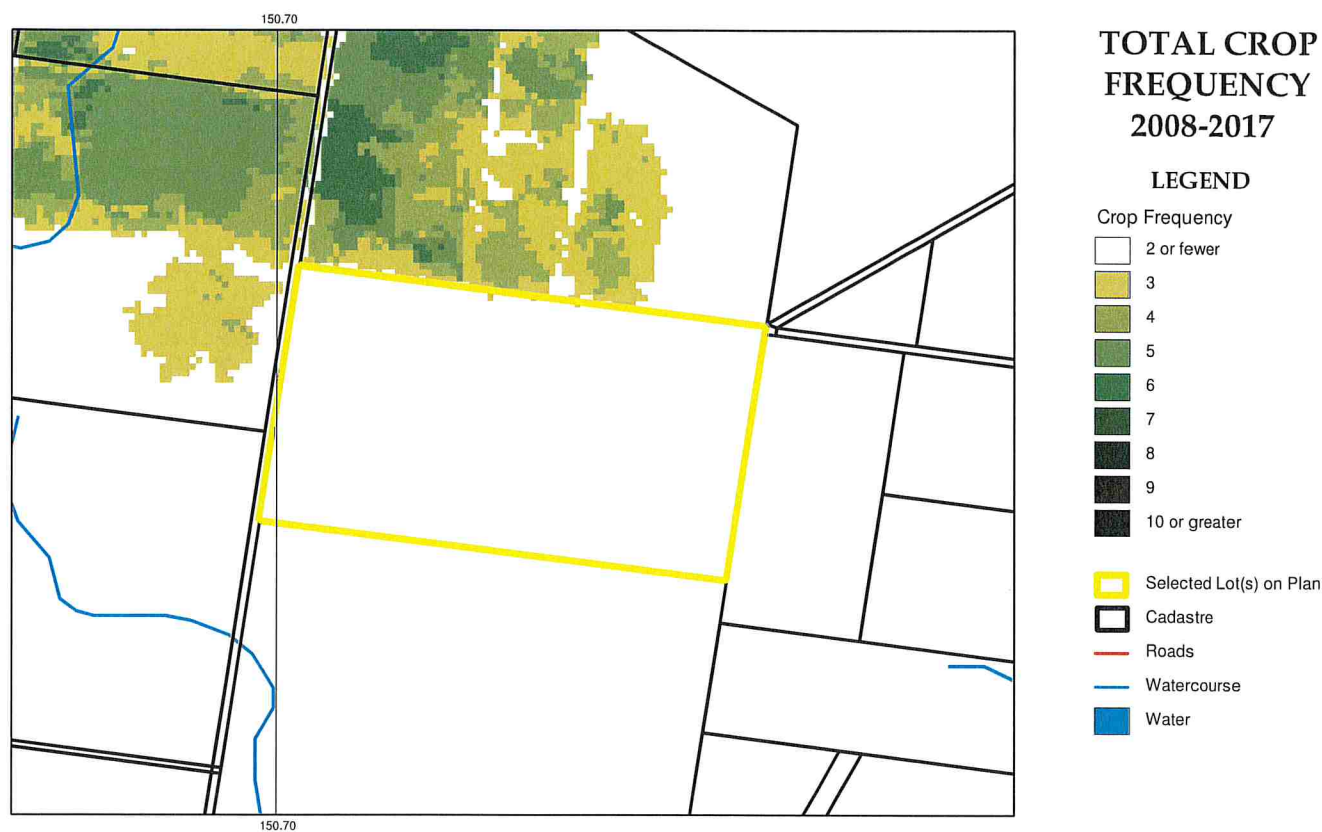 150.70
TOTAL CROP
FREQUENCY
2008-2017
LEGEND
Crop Frequency
2 or fewer
3
4
5
6
7
8
9
10 or greater
Selected Lot(s) on Plan
Cadastre
Roads
Watercourse
Water
150.70